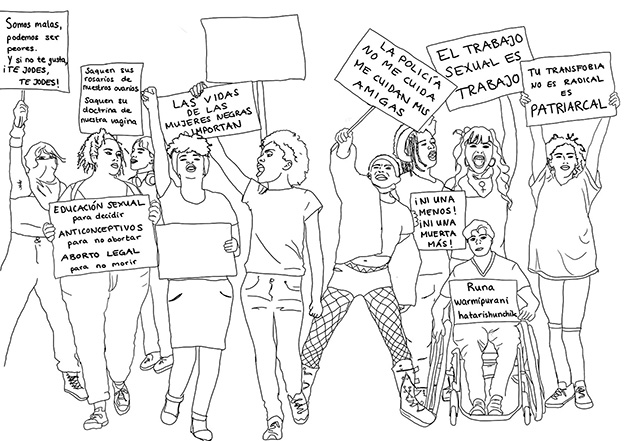 Somos malas,
podemos ser
peores.
Y si no te gusta,
¡TE JODES,
TE JODES!
Saquen sus
rosarios de
nuestros ovarios
Saquen su
doctrina de
nuestra vagina
LAS VIDAS
DE LAS
MUJERES NEGRAS
IMPORTAN
LA POLICÍA
NO ME CUIDA
ME CUIDAN MIS
AMIGAS
EL TRABAJO
SEXUAL ES
TRABAJO
TU TRANSFOBIA
NO ES RADICAL
ES
PATRIARCAL
EDUCACIÓN SEXUAL
para decidir
ANTICONCEPTIVOS
para no abortar
ABORTO LEGAL
para no morir
¡NI UNA
MENOS!
¡NI UNA
MUERTA
MÁS!
Runa
warmipurani
hatarishunchik